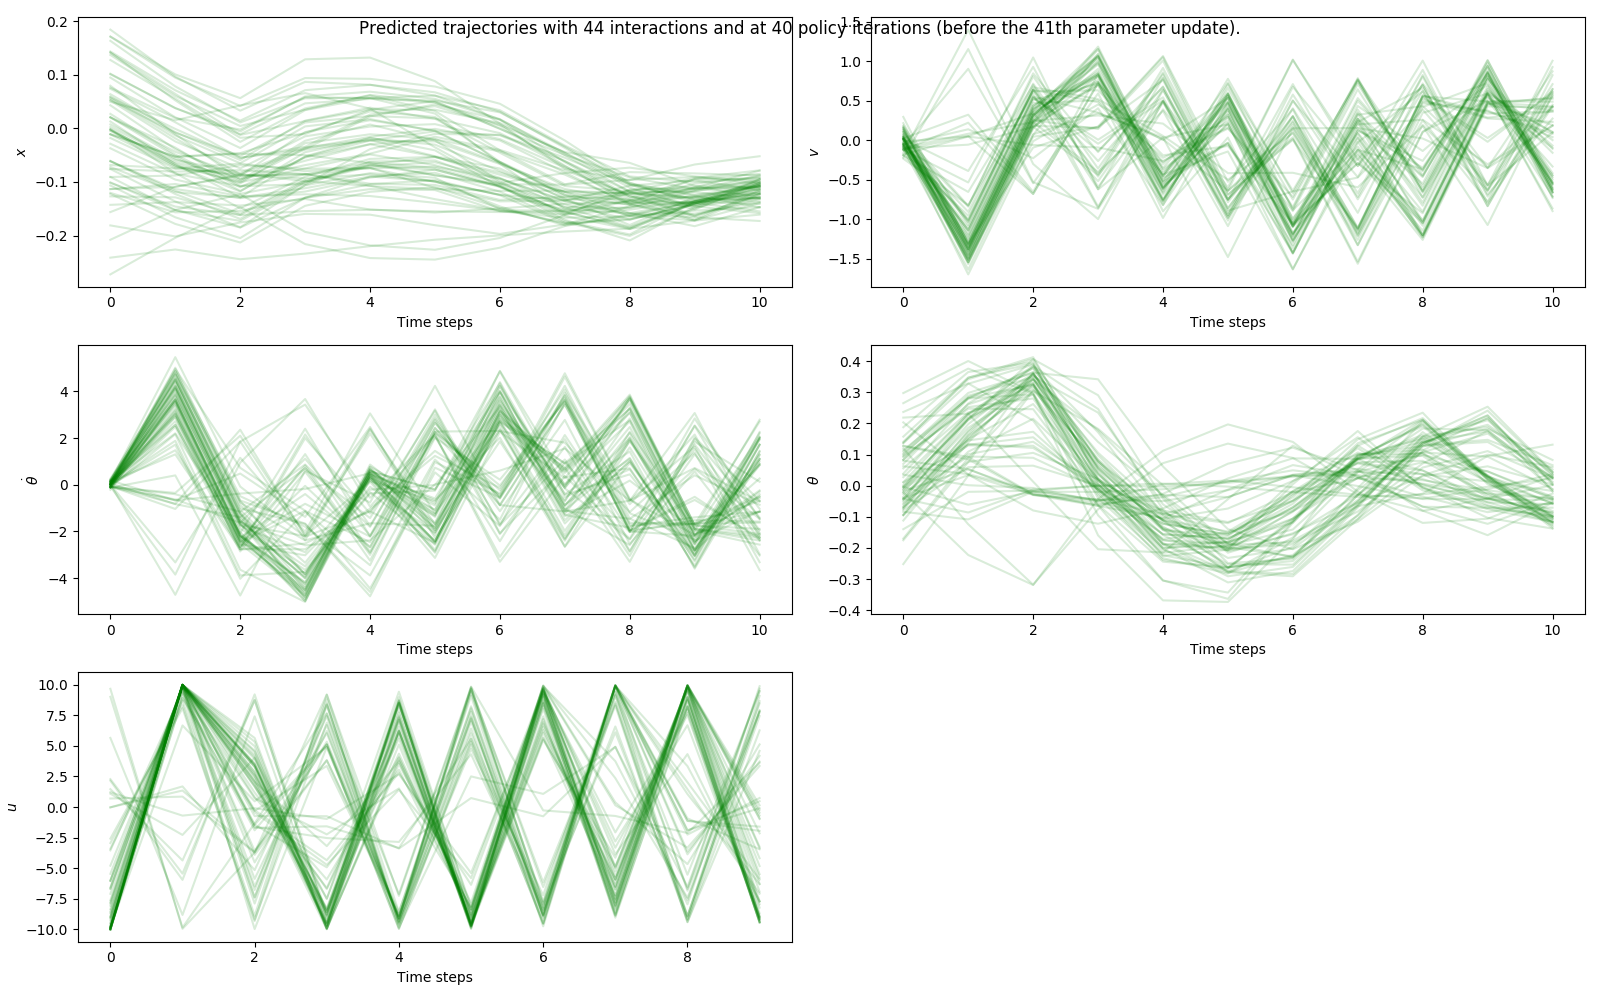 Predicted trajectories with 44 interactions and at 40 policy iterations (before the 41th parameter update).
0.2
0.1
0.0
−0.1
−0.2
x
0 2 4 6 8 10
Time steps
1.5
1.0
0.5
0.0
−0.5
−1.0
−1.5
v
0 2 4 6 8 10
Time steps
4
2
0
−2
−4
θ̇
0 2 4 6 8 10
Time steps
0.4
0.3
0.2
0.1
0.0
−0.1
−0.2
−0.3
−0.4
θ
0 2 4 6 8 10
Time steps
10.0
7.5
5.0
2.5
0.0
−2.5
−5.0
−7.5
−10.0
u
0 2 4 6 8
Time steps